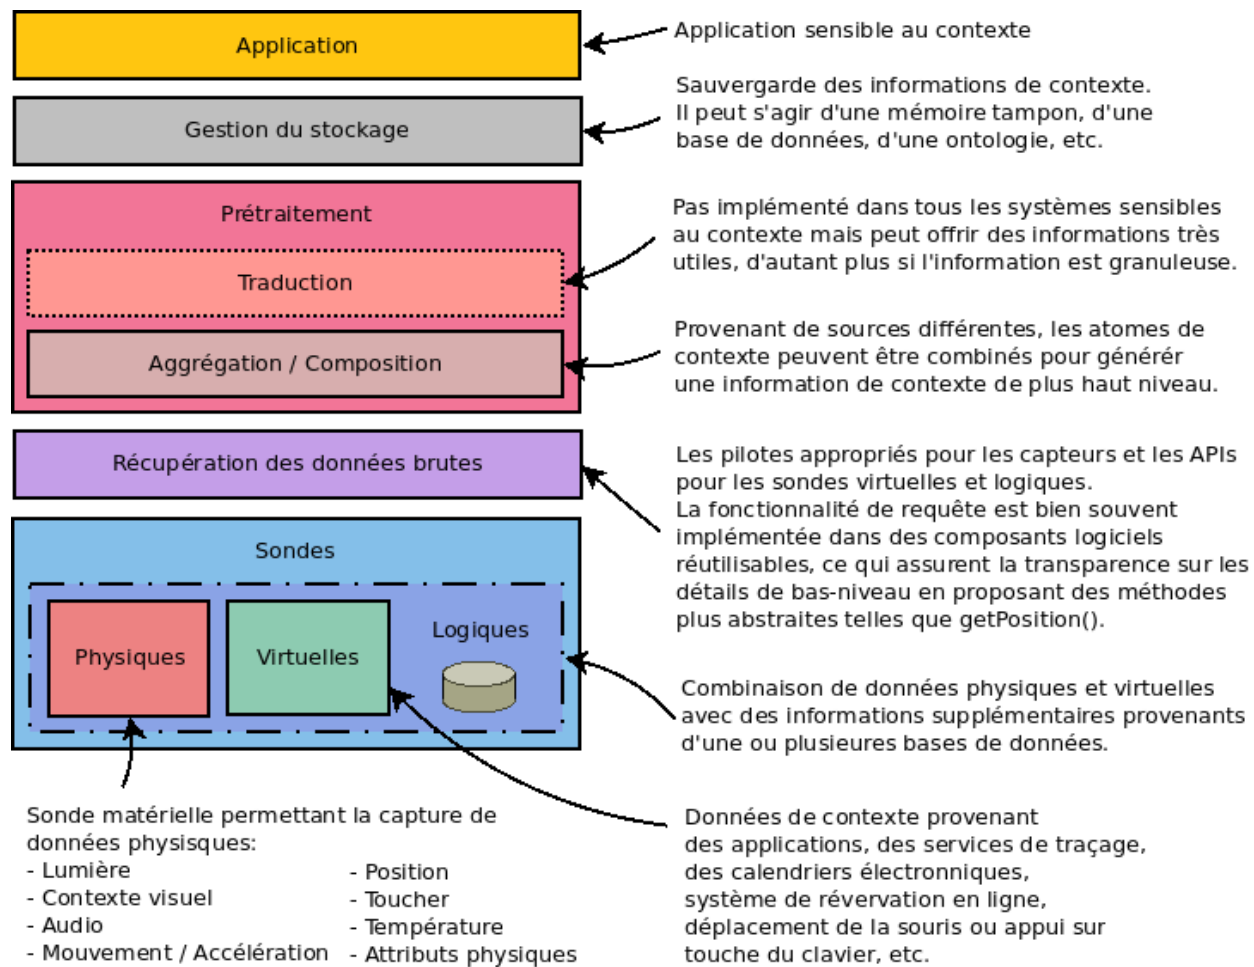 Application
Application sensible au contexte
Gestion du stockage
Sauvergarde des informations de contexte.
Il peut s'agir d'une mémoire tampon, d'une
base de données, d'une ontologie, etc.
Prétraitement
Traduction
Pas implémenté dans tous les systèmes sensibles
au contexte mais peut offrir des informations très
utiles, d'autant plus si l'information est granuleuse.
Aggrégation / Composition
Provenant de sources différentes, les atomes de
contexte peuvent être combinés pour générér
une information de contexte de plus haut niveau.
Récupération des données brutes
Les pilotes appropriés pour les capteurs et les APIs
pour les sondes virtuelles et logiques.
La fonctionnalité de requête est bien souvent
implémentée dans des composants logiciels
réutilisables, ce qui assurent la transparence sur les
détails de bas-niveau en proposant des méthodes
plus abstraites telles que getPosition().
Sondes
Physiques
Virtuelles
Logiques
Combinaison de données physiques et virtuelles
avec des informations supplémentaires provenants
d'une ou plusieures bases de données.
Sonde matérielle permettant la capture de
données physisques:
- Lumière
- Contexte visuel
- Audio
- Mouvement / Accélération
- Position
- Toucher
- Température
- Attributs physiques
Données de contexte provenant
des applications, des services de traçage,
des calendriers électronniques,
système de révervation en ligne,
déplacement de la souris ou appui sur
touche du clavier, etc.